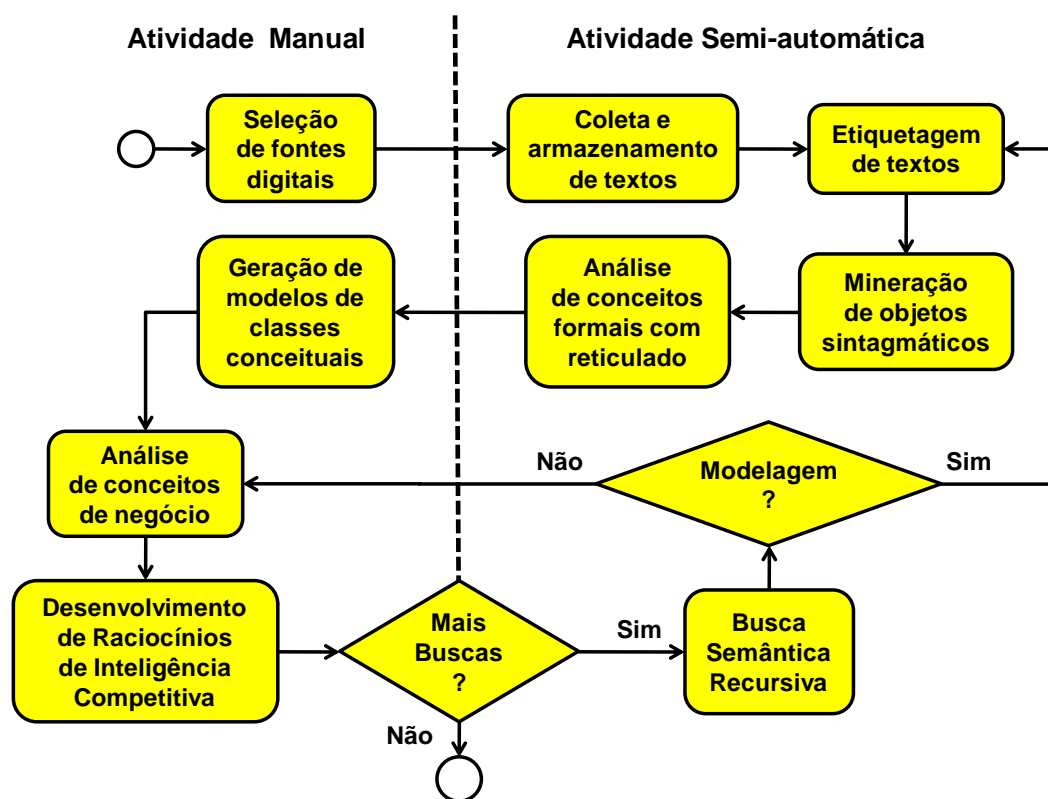 Atividade Manual
Atividade Semi-automática
Seleção
de fontes
digitais
Coleta e
armazenamento
de textos
Etiquetagem
de textos
Geração de
modelos de
classes
conceituais
Análise
de conceitos
formais com
reticulado
Mineração
de objetos
sintagmáticos
Análise
de conceitos
de negócio
Não
Modelagem
?
Sim
Desenvolvimento
de Raciocínios
de Inteligência
Competitiva
Mais
Buscas
?
Sim
Busca
Semântica
Recursiva
Não